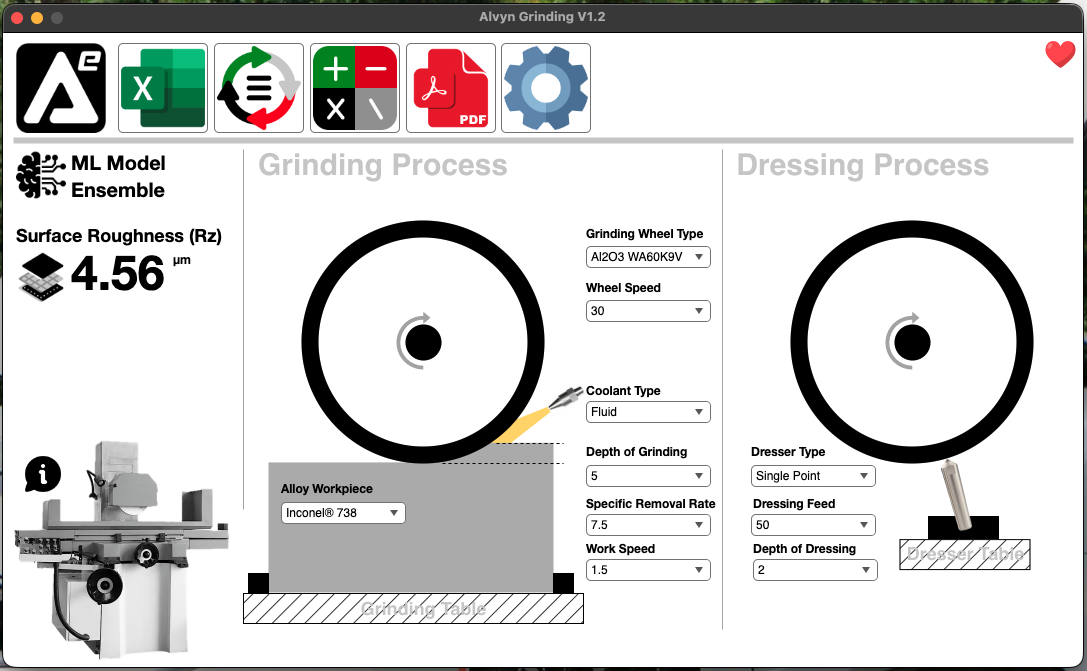 Alvyn Grinding V1.2
Ae
X
+ −
X \
PDF
ML Model
Ensemble
Surface Roughness (Rz)
4.56 µm
i
Grinding Process
Grinding Wheel Type
Al2O3 WA60K9V
Wheel Speed
30
Coolant Type
Fluid
Depth of Grinding
5
Specific Removal Rate
7.5
Work Speed
1.5
Alloy Workpiece
Inconel® 738
Grinding Table
Dressing Process
Dresser Type
Single Point
Dressing Feed
50
Depth of Dressing
2
Dresser Table